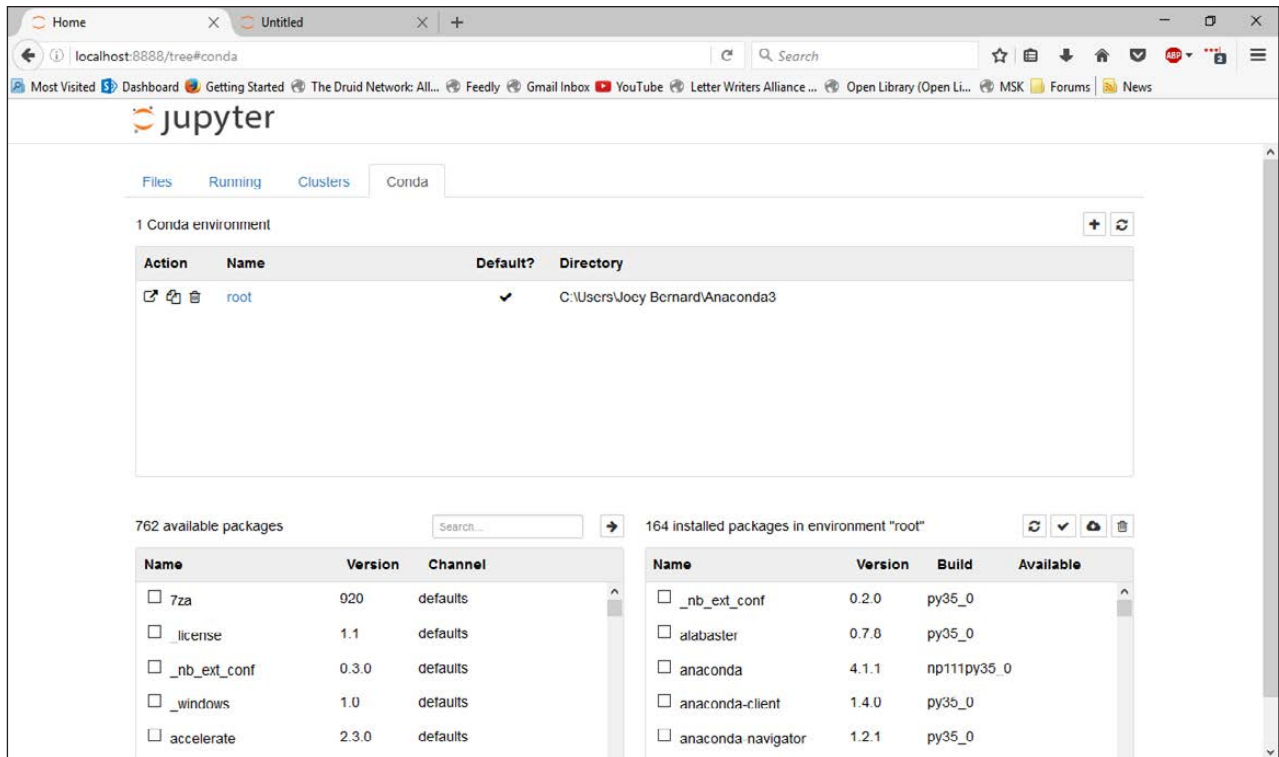 Home
Untitled
localhost:8888/tree#conda
Search
ABP
2
Most Visited
Dashboard
Getting Started
The Druid Network: All...
Feedly
Gmail Inbox
YouTube
Letter Writers Alliance ...
Open Library (Open Li...
MSK
Forums
News
jupyter
Files Running Clusters Conda
1 Conda environment
Action Name Default? Directory
root C:\Users\Joey Bernard\Anaconda3
762 available packages
Search...
Name Version Channel
7za 920 defaults
_license 1.1 defaults
_nb_ext_conf 0.3.0 defaults
_windows 1.0 defaults
accelerate 2.3.0 defaults
164 installed packages in environment "root"
Name Version Build Available
_nb_ext_conf 0.2.0 py35_0
alabaster 0.7.8 py35_0
anaconda 4.1.1 np111py35_0
anaconda-client 1.4.0 py35_0
anaconda-navigator 1.2.1 py35_0